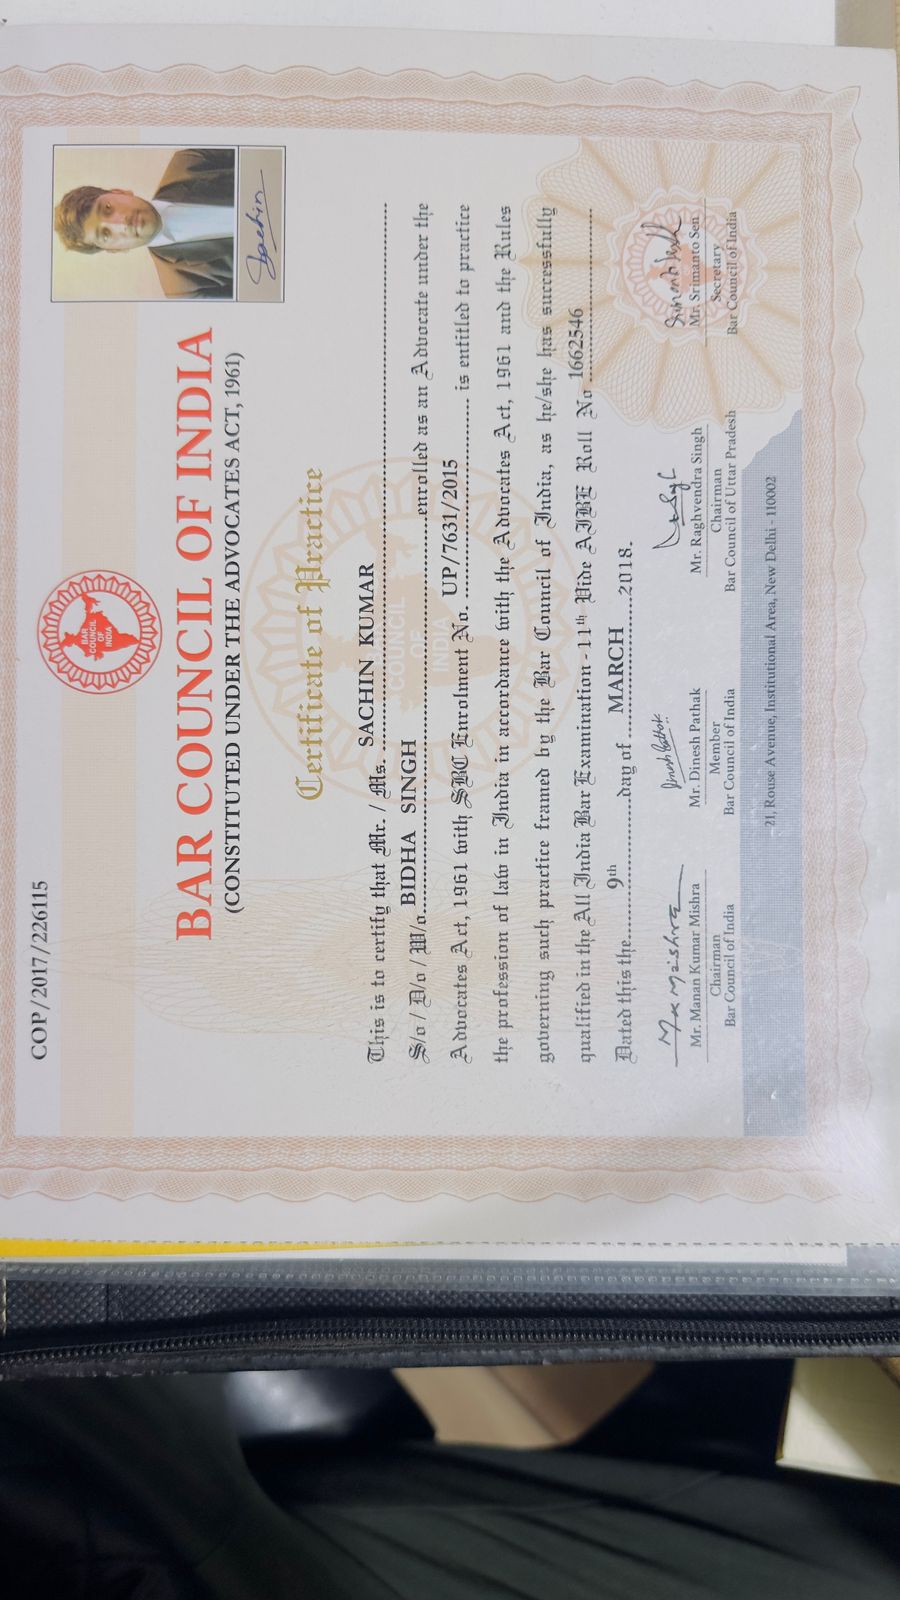 COP/2017/226115
BAR COUNCIL OF INDIA
BAR COUNCIL OF INDIA
(CONSTITUTED UNDER THE ADVOCATES ACT, 1961)
Sachin
Certificate of Practice
This is to certify that Mr. / Ms. SACHIN KUMAR
S/o / D/o / W/o BIDHA SINGH enrolled as an Advocate under the
Advocates Act, 1961 with SBC Enrolment No. UP/7631/2015 is entitled to practice
the profession of law in India in accordance with the Advocates Act, 1961 and the Rules
governing such practice framed by the Bar Council of India, as he/she has successfully
qualified in the All India Bar Examination - 11th Vide AIBE Roll No 1662546
Dated this the 9th day of MARCH 2018.
Mr. Manan Kumar Mishra
Chairman
Bar Council of India
Dinesh Pathak
Mr. Dinesh Pathak
Member
Bar Council of India
Mr. Raghvendra Singh
Chairman
Bar Council of Uttar Pradesh
Mr. Srimanto Sen
Secretary
Bar Council of India
21, Rouse Avenue, Institutional Area, New Delhi - 110002